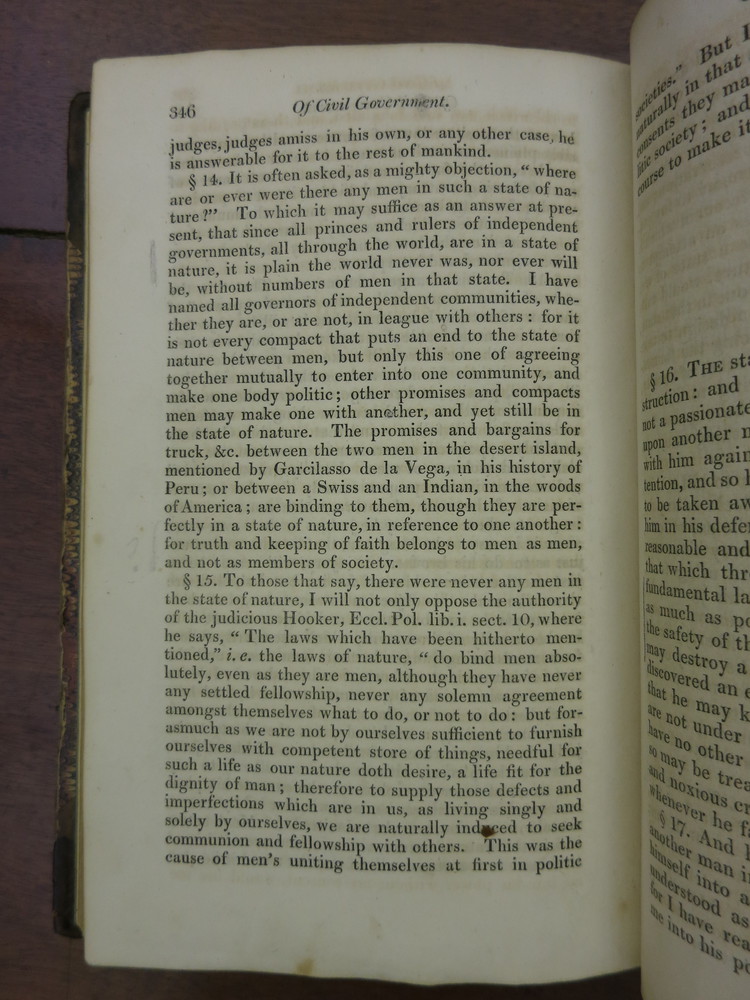 346
Of Civil Government.
judges, judges amiss in his own, or any other case, he
is answerable for it to the rest of mankind.
§ 14. It is often asked, as a mighty objection, “ where
are or ever were there any men in such a state of na-
ture ?” To which it may suffice as an answer at pre-
sent, that since all princes and rulers of independent
governments, all through the world, are in a state of
nature, it is plain the world never was, nor ever will
be, without numbers of men in that state. I have
named all governors of independent communities, whe-
ther they are, or are not, in league with others : for it
is not every compact that puts an end to the state of
nature between men, but only this one of agreeing
together mutually to enter into one community, and
make one body politic ; other promises and compacts
men may make one with another, and yet still be in
the state of nature. The promises and bargains for
truck, &c. between the two men in the desert island,
mentioned by Garcilasso de la Vega, in his history of
Peru ; or between a Swiss and an Indian, in the woods
of America ; are binding to them, though they are per-
fectly in a state of nature, in reference to one another :
for truth and keeping of faith belongs to men as men,
and not as members of society.
§ 15. To those that say, there were never any men in
the state of nature, I will not only oppose the authority
of the judicious Hooker, Eccl. Pol. lib. i. sect. 10, where
he says, “ The laws which have been hitherto men-
tioned,” i. e. the laws of nature, “ do bind men abso-
lutely, even as they are men, although they have never
any settled fellowship, never any solemn agreement
amongst themselves what to do, or not to do : but for-
asmuch as we are not by ourselves sufficient to furnish
ourselves with competent store of things, needful for
such a life as our nature doth desire, a life fit for the
dignity of man ; therefore to supply those defects and
imperfections which are in us, as living singly and
solely by ourselves, we are naturally induced to seek
communion and fellowship with others. This was the
cause of men's uniting themselves at first in politic
societies.” But I
naturally in that
consents they ma
litic society ; and
course to make it
§ 16. THE sta
struction : and
not a passionate
upon another m
with him again
tention, and so
to be taken aw
him in his defe
reasonable and
that which thr
fundamental la
as much as po
the safety of th
may destroy a
discovered an e
that he may k
are not under
have no other
so may be trea
and noxious cr
whenever he f
§ 17. And
another man i
himself into a
understood as
for I have rea
me into his po